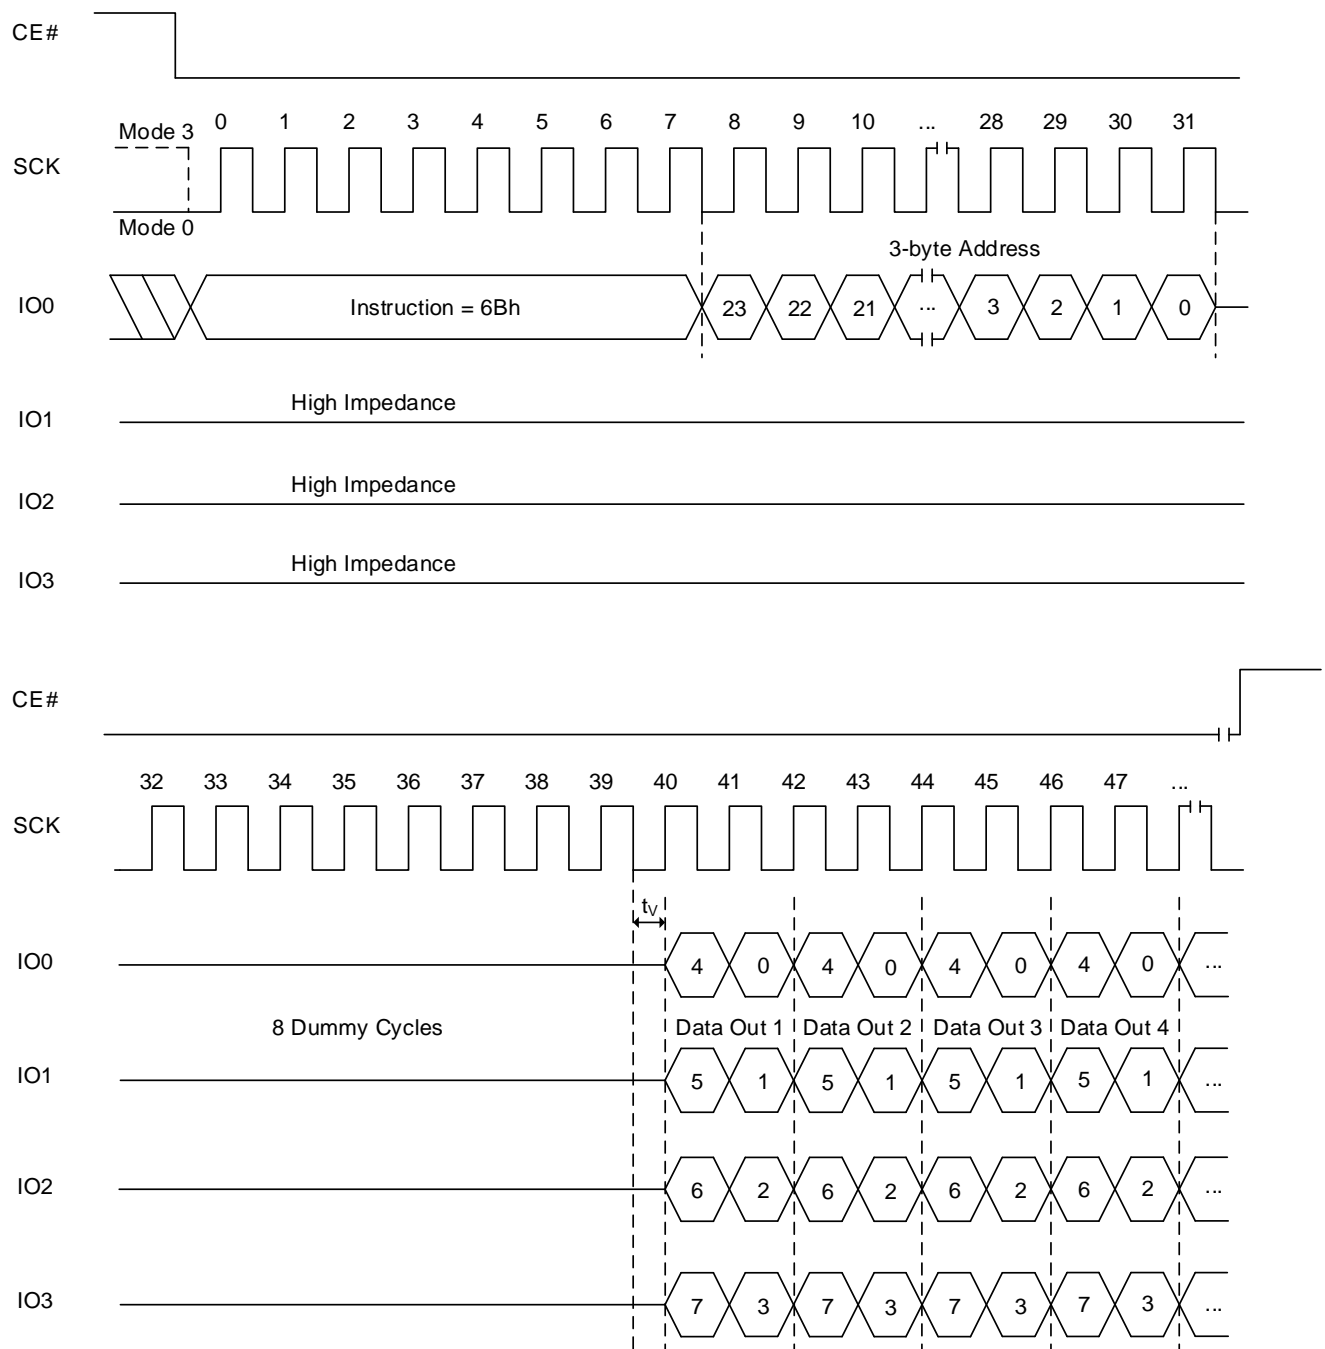 CE#
Mode 3 0 1 2 3 4 5 6 7 8 9 10 ... 28 29 30 31
SCK
Mode 0
3-byte Address
IO0 Instruction = 6Bh 23 22 21 ... 3 2 1 0
High Impedance
IO1
High Impedance
IO2
High Impedance
IO3
CE#
32 33 34 35 36 37 38 39 40 41 42 43 44 45 46 47 ...
SCK
tV
IO0 4 0 4 0 4 0 4 0 ...
8 Dummy Cycles Data Out 1 Data Out 2 Data Out 3 Data Out 4
IO1 5 1 5 1 5 1 5 1 ...
IO2 6 2 6 2 6 2 6 2 ...
IO3 7 3 7 3 7 3 7 3 ...